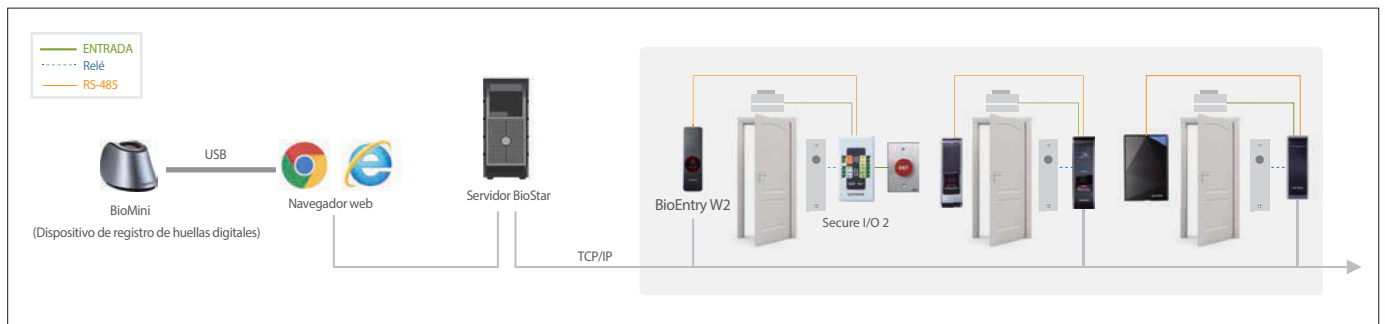 ENTRADA
Relé
RS-485
USB
BioMini
(Dispositivo de registro de huellas digitales)
Navegador web
Servidor BioStar
TCP/IP
BioEntry W2
Secure I/O 2
EXIT